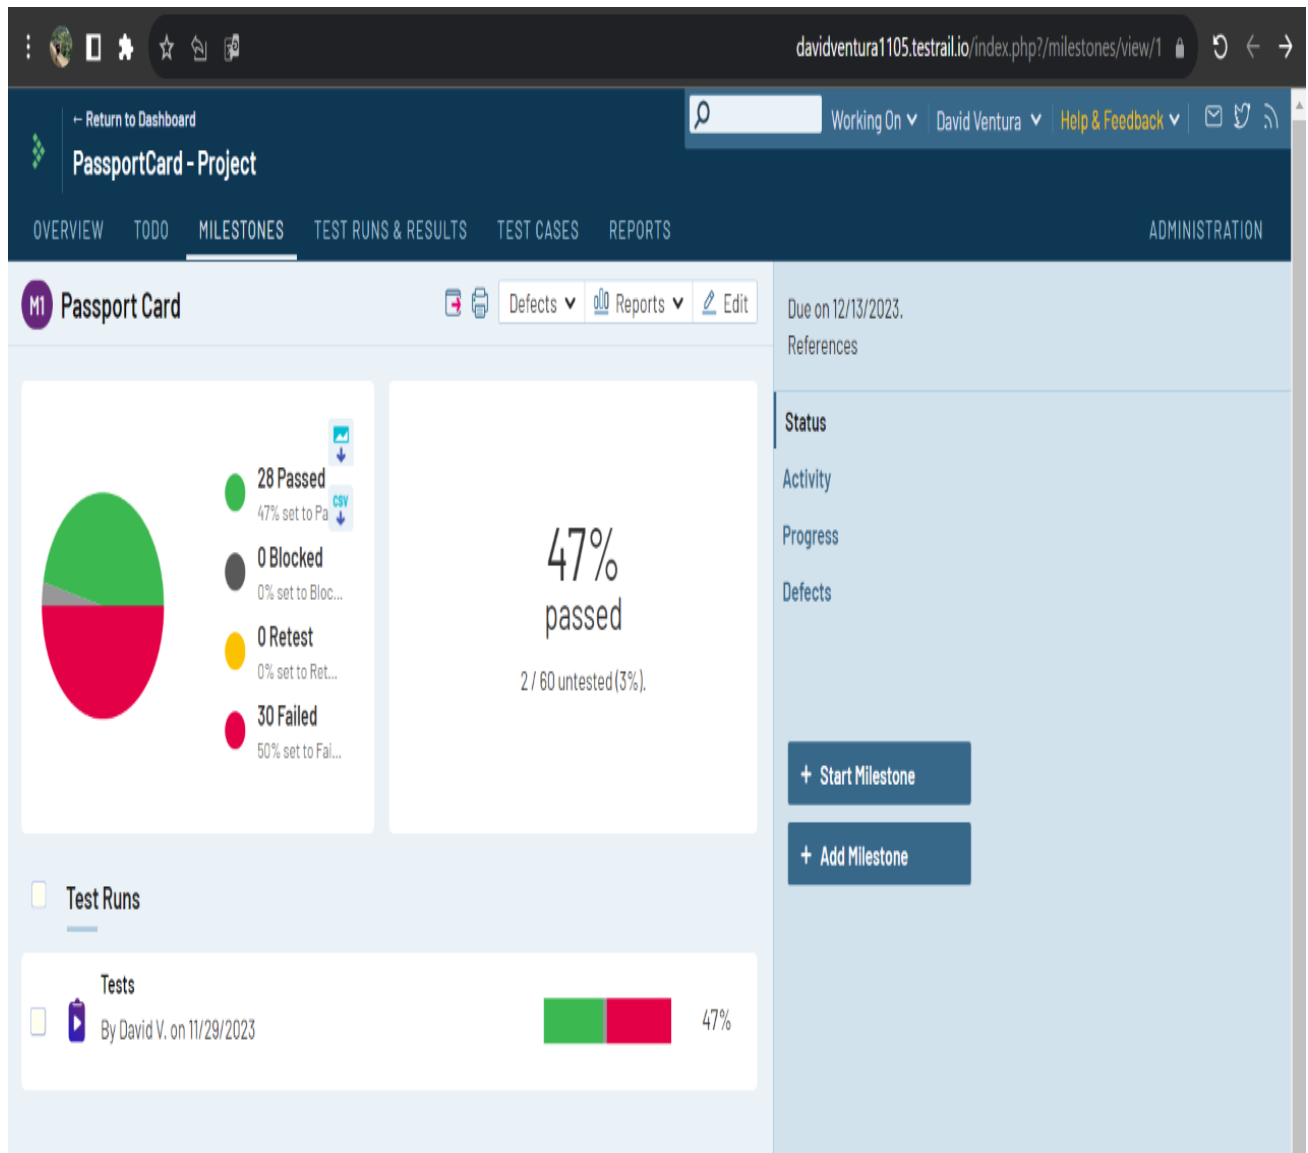 davidventura1105.testrail.io/index.php?/milestones/view/1
← Return to Dashboard
PassportCard - Project
Working On
David Ventura
Help & Feedback
OVERVIEW TODO MILESTONES TEST RUNS & RESULTS TEST CASES REPORTS ADMINISTRATION
M1 Passport Card
Defects
Reports
Edit
28 Passed
47% set to Pa
CSV
0 Blocked
0% set to Bloc...
0 Retest
0% set to Ret...
30 Failed
50% set to Fai...
47%
passed
2 / 60 untested (3%).
Test Runs
Tests
By David V. on 11/29/2023
47%
Due on 12/13/2023.
References
Status
Activity
Progress
Defects
+ Start Milestone
+ Add Milestone